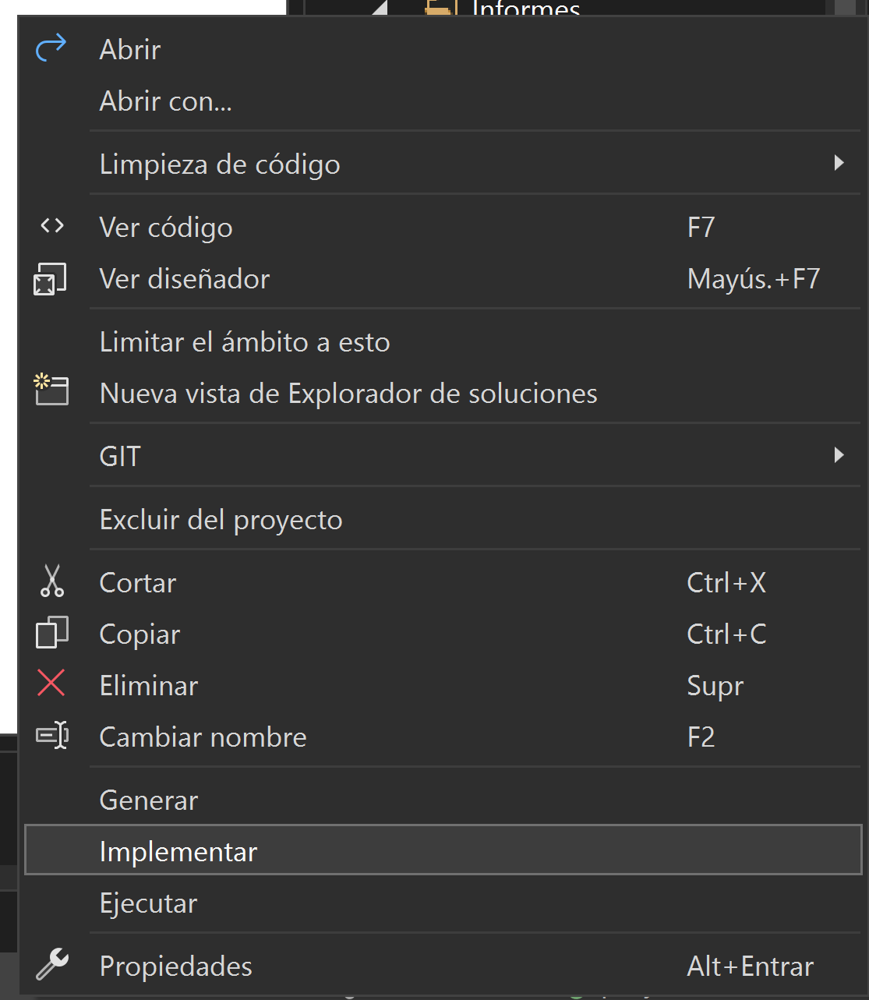 Informes
Abrir
Abrir con...
Limpieza de código
Ver código F7
Ver diseñador Mayús.+F7
Limitar el ámbito a esto
Nueva vista de Explorador de soluciones
GIT
Excluir del proyecto
Cortar Ctrl+X
Copiar Ctrl+C
Eliminar Supr
Cambiar nombre F2
Generar
Implementar
Ejecutar
Propiedades Alt+Entrar